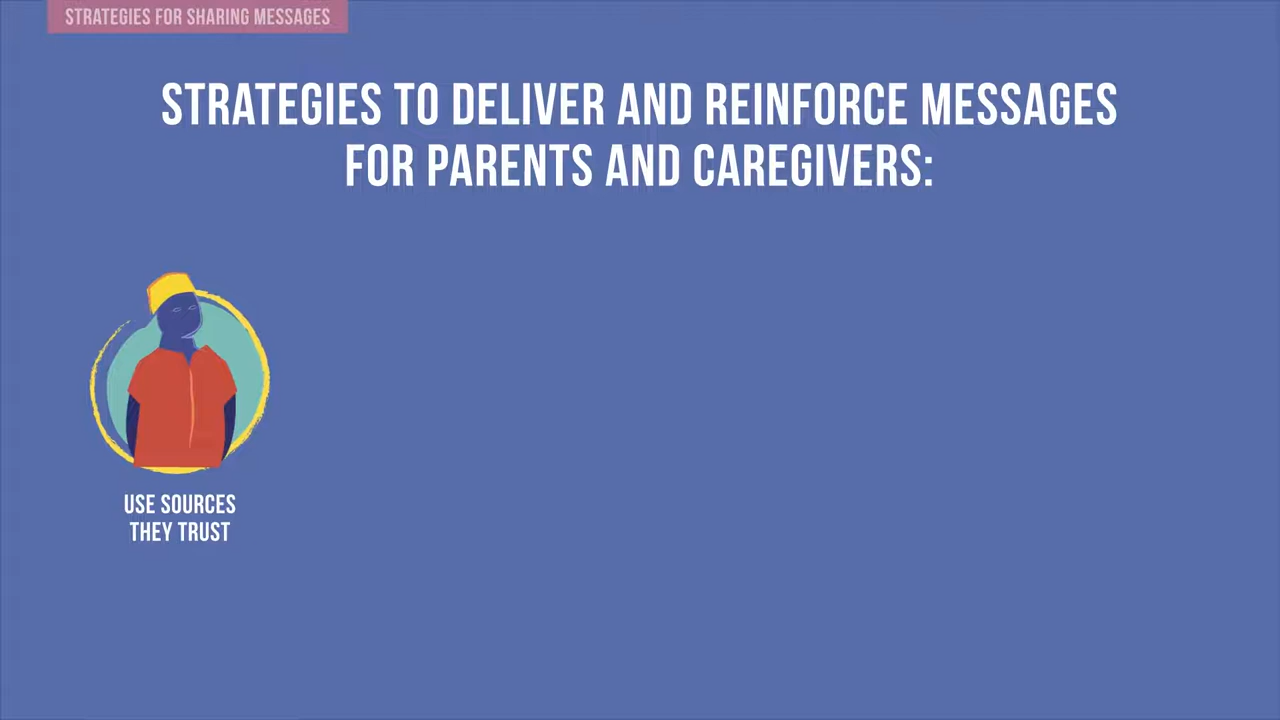 STRATEGIES FOR SHARING MESSAGES
STRATEGIES TO DELIVER AND REINFORCE MESSAGES
FOR PARENTS AND CAREGIVERS:
USE SOURCES
THEY TRUST